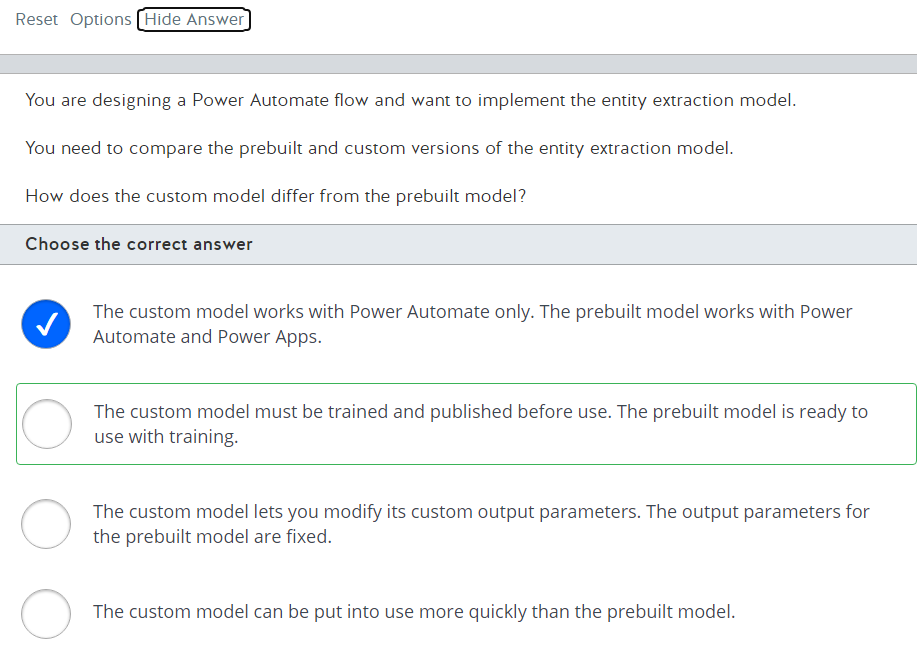 Reset Options Hide Answer
You are designing a Power Automate flow and want to implement the entity extraction model.
You need to compare the prebuilt and custom versions of the entity extraction model.
How does the custom model differ from the prebuilt model?
Choose the correct answer
The custom model works with Power Automate only. The prebuilt model works with Power
Automate and Power Apps.
The custom model must be trained and published before use. The prebuilt model is ready to
use with training.
The custom model lets you modify its custom output parameters. The output parameters for
the prebuilt model are fixed.
The custom model can be put into use more quickly than the prebuilt model.